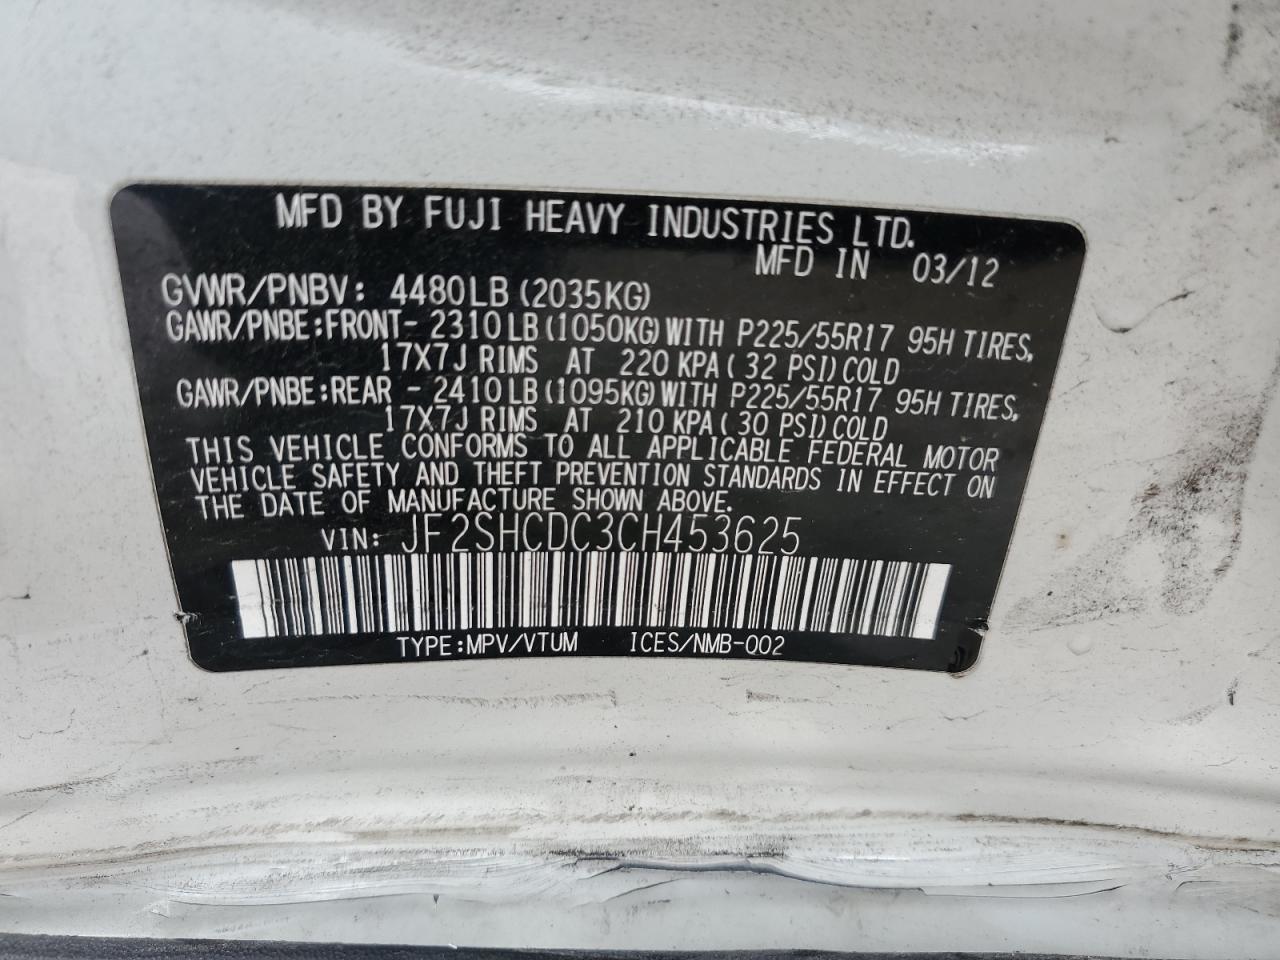 MFD BY FUJI HEAVY INDUSTRIES LTD.
MFD IN 03/12
GVWR/PNBV: 4480LB(2035KG)
GAWR/PNBE:FRONT- 2310LB(1050KG)WITH P225/55R17 95H TIRES,
17X7J RIMS AT 220 KPA( 32 PSI)COLD
GAWR/PNBE:REAR - 2410LB(1095KG)WITH P225/55R17 95H TIRES,
17X7J RIMS AT 210 KPA( 30 PSI)COLD
THIS VEHICLE CONFORMS TO ALL APPLICABLE FEDERAL MOTOR
VEHICLE SAFETY AND THEFT PREVENTION STANDARDS IN EFFECT ON
THE DATE OF MANUFACTURE SHOWN ABOVE.
VIN: JF2SHCDC3CH453625
TYPE:MPV/VTUM ICES/NMB-002